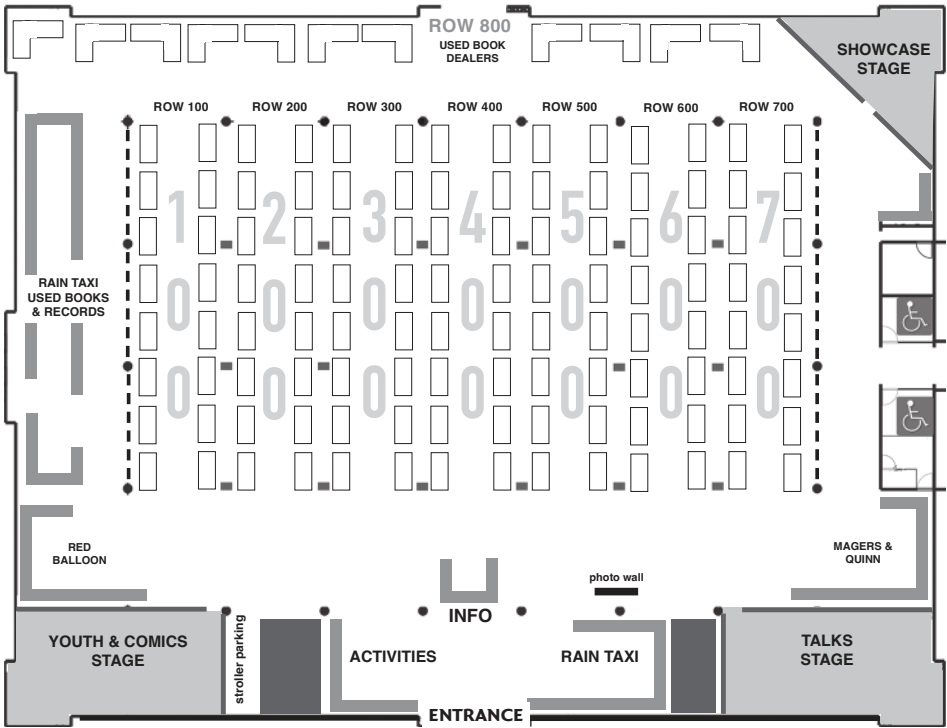 ROW 800
USED BOOK
DEALERS
SHOWCASE
STAGE
ROW 100
ROW 200
ROW 300
ROW 400
ROW 500
ROW 600
ROW 700
100
200
300
400
500
600
700
RAIN TAXI
USED BOOKS
& RECORDS
RED
BALLOON
MAGERS &
QUINN
photo wall
INFO
YOUTH & COMICS
STAGE
stroller parking
ACTIVITIES
RAIN TAXI
TALKS
STAGE
ENTRANCE